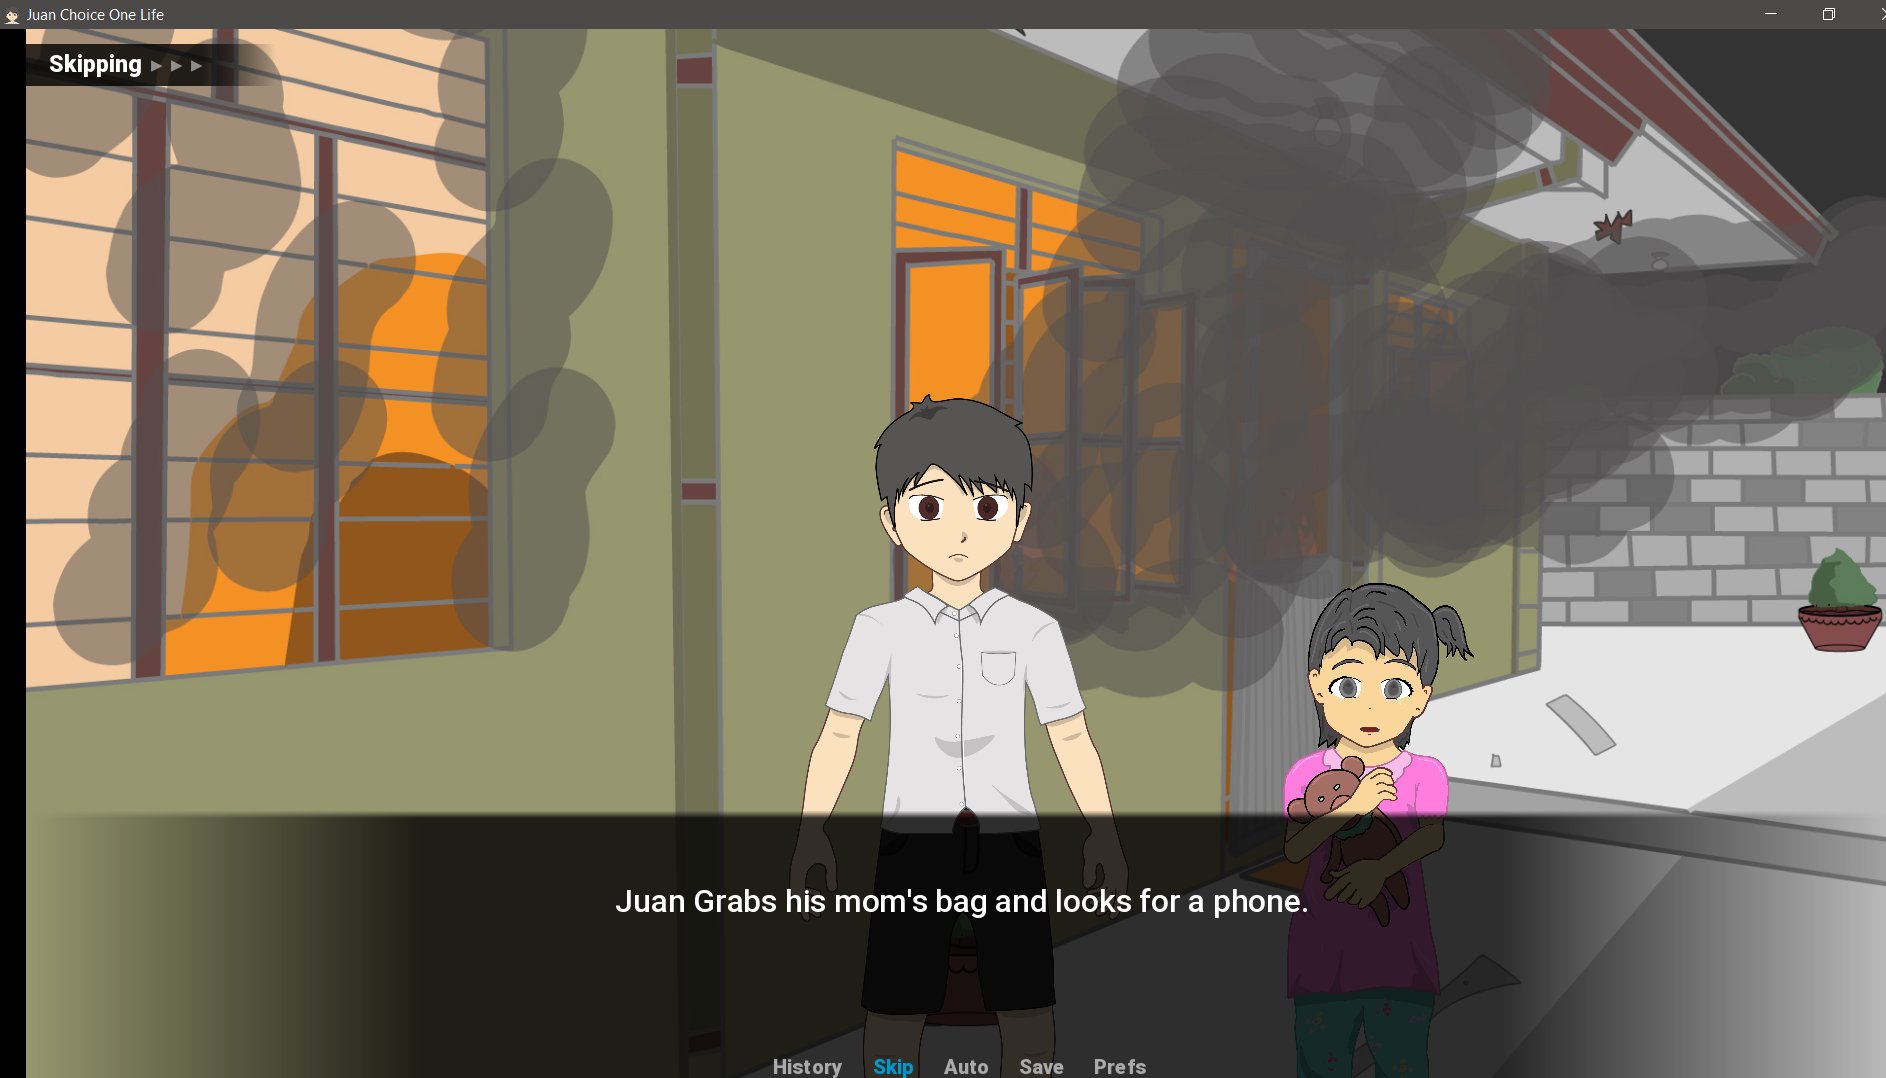 Juan Choice One Life
Skipping
Juan Grabs his mom's bag and looks for a phone.
History Skip Auto Save Prefs